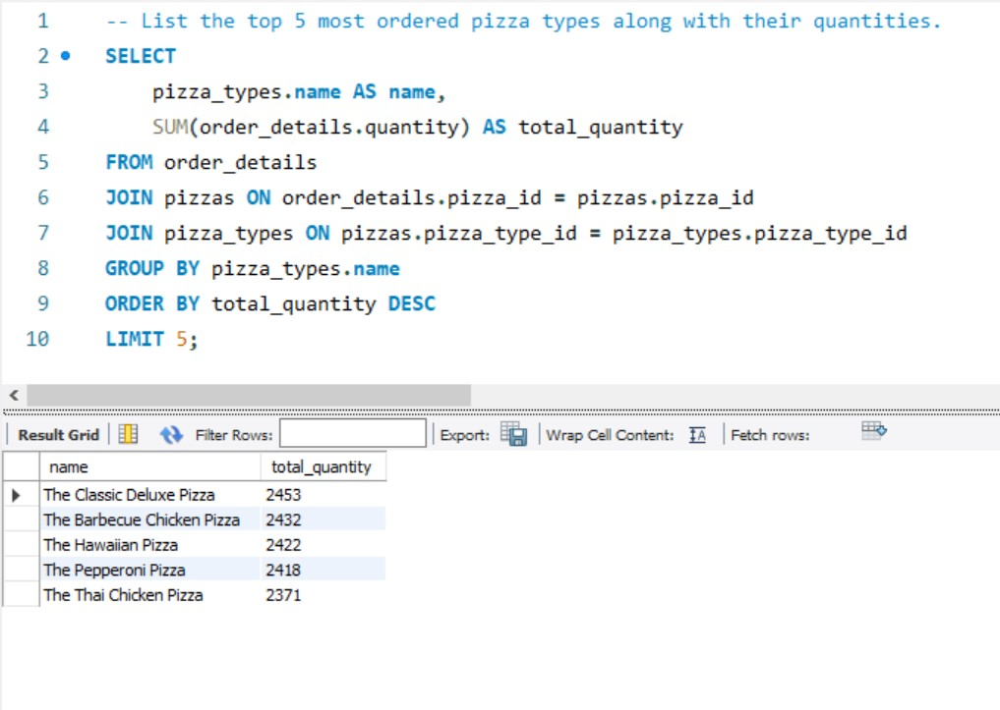 1 -- List the top 5 most ordered pizza types along with their quantities.
2 SELECT
3 pizza_types.name AS name,
4 SUM(order_details.quantity) AS total_quantity
5 FROM order_details
6 JOIN pizzas ON order_details.pizza_id = pizzas.pizza_id
7 JOIN pizza_types ON pizzas.pizza_type_id = pizza_types.pizza_type_id
8 GROUP BY pizza_types.name
9 ORDER BY total_quantity DESC
10 LIMIT 5;
Result Grid Filter Rows: Export: Wrap Cell Content: IA Fetch rows:
name total_quantity
The Classic Deluxe Pizza 2453
The Barbecue Chicken Pizza 2432
The Hawaiian Pizza 2422
The Pepperoni Pizza 2418
The Thai Chicken Pizza 2371